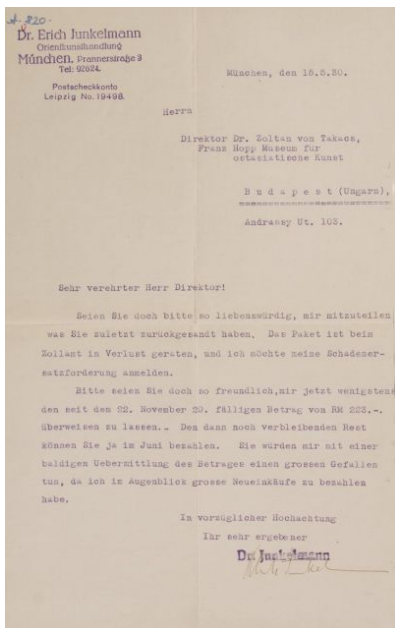 A. 220.
Dr. Erich Junkelmann
Orientkunsthandlung
München, Prannerstraße 3
Tel: 92624.
Postscheckkonto
Leipzig No. 19498.
München, den 15.5.30.
Herrn
Direktor Dr. Zoltan von Takacs,
Franz Hopp Museum für
ostasiatische Kunst
B u d a p e s t (Ungarn),
Andrassy Ut. 103.
Sehr verehrter Herr Direktor!
Seien Sie doch bitte so liebenswürdig, mir mitzuteilen
was Sie zuletzt zurückgesandt haben. Das Paket ist beim
Zollamt in Verlust geraten, und ich möchte meine Schadener-
satzforderung anmelden.
Bitte seien Sie doch so freundlich, mir jetzt wenigstens
den seit den 22. November 29. fälligen Betrag von RM 223.-.
überweisen zu lassen.. Den dann noch verbleibenden Rest
können Sie ja im Juni bezahlen. Sie würden mir mit einer
baldigen Uebermittlung des Betrages einen grossen Gefallen
tun, da ich im Augenblick grosse Neueinkäufe zu bezahlen
habe.
In vorzüglicher Hochachtung
Ihr sehr ergebener
Dr. Junkelmann